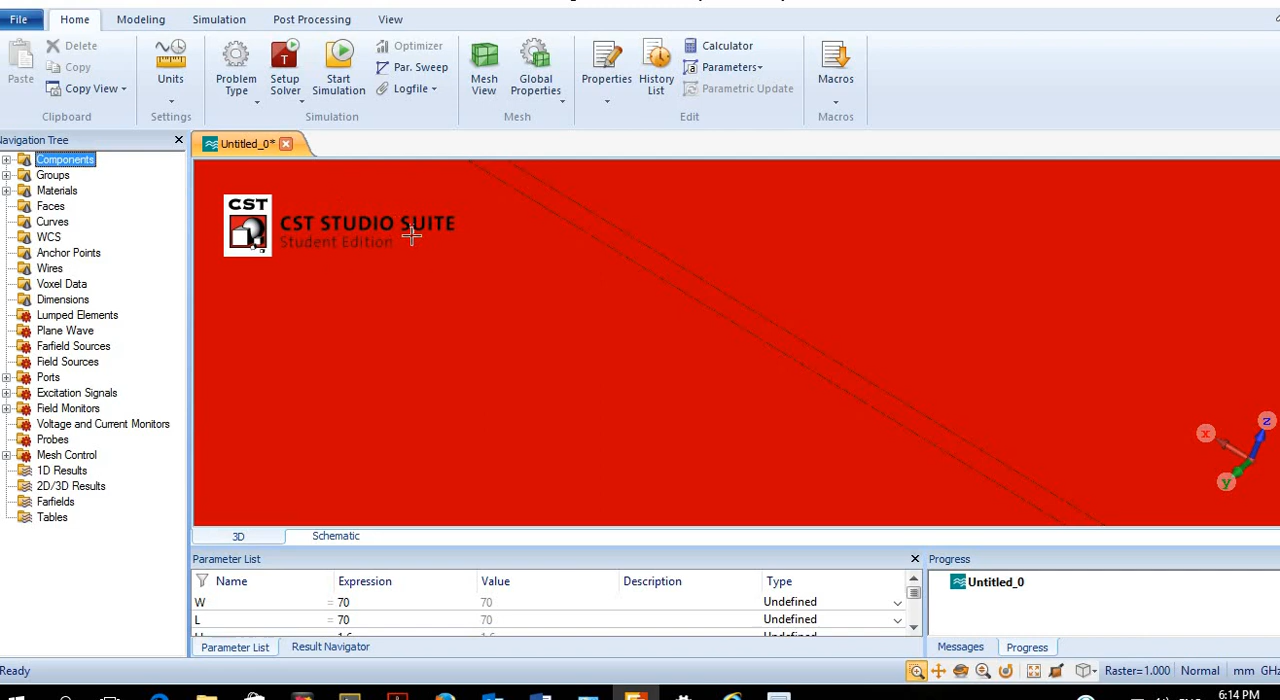 File Home Modeling Simulation Post Processing View
Paste
Delete
Copy
Copy View
Clipboard
Units
Settings
Problem Type
Setup Solver
Start Simulation
Optimizer
Par. Sweep
Logfile
Simulation
Mesh View
Global Properties
Mesh
Properties
History List
Calculator
Parameters
Parametric Update
Edit
Macros
Macros
Navigation Tree
Untitled_0*
Components
Groups
Materials
Faces
Curves
WCS
Anchor Points
Wires
Voxel Data
Dimensions
Lumped Elements
Plane Wave
Farfield Sources
Field Sources
Ports
Excitation Signals
Field Monitors
Voltage and Current Monitors
Probes
Mesh Control
1D Results
2D/3D Results
Farfields
Tables
CST
CST STUDIO SUITE
Student Edition
x
z
y
3D Schematic
Parameter List
Name Expression Value Description Type
W = 70 70 Undefined
L = 70 70 Undefined
Parameter List Result Navigator
Progress
Untitled_0
Messages Progress
Ready
Raster=1.000 Normal mm GHz
ENG 6:14 PM